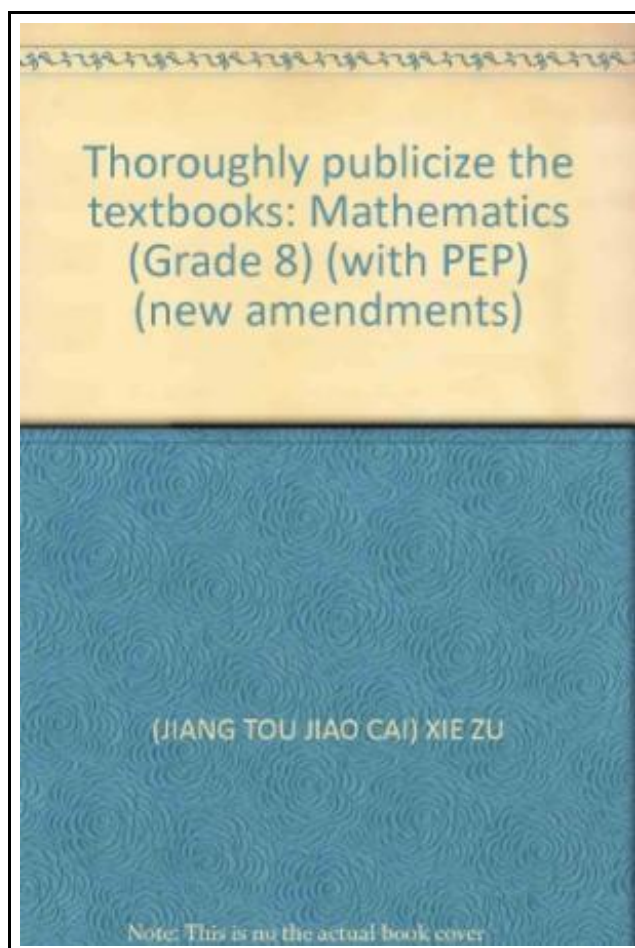 Thoroughly publicize the
textbooks: Mathematics
(Grade 8) (with PEP)
(new amendments)
(JIANG TOU JIAO CAI) XIE ZU
Note: This is no the actual book cover